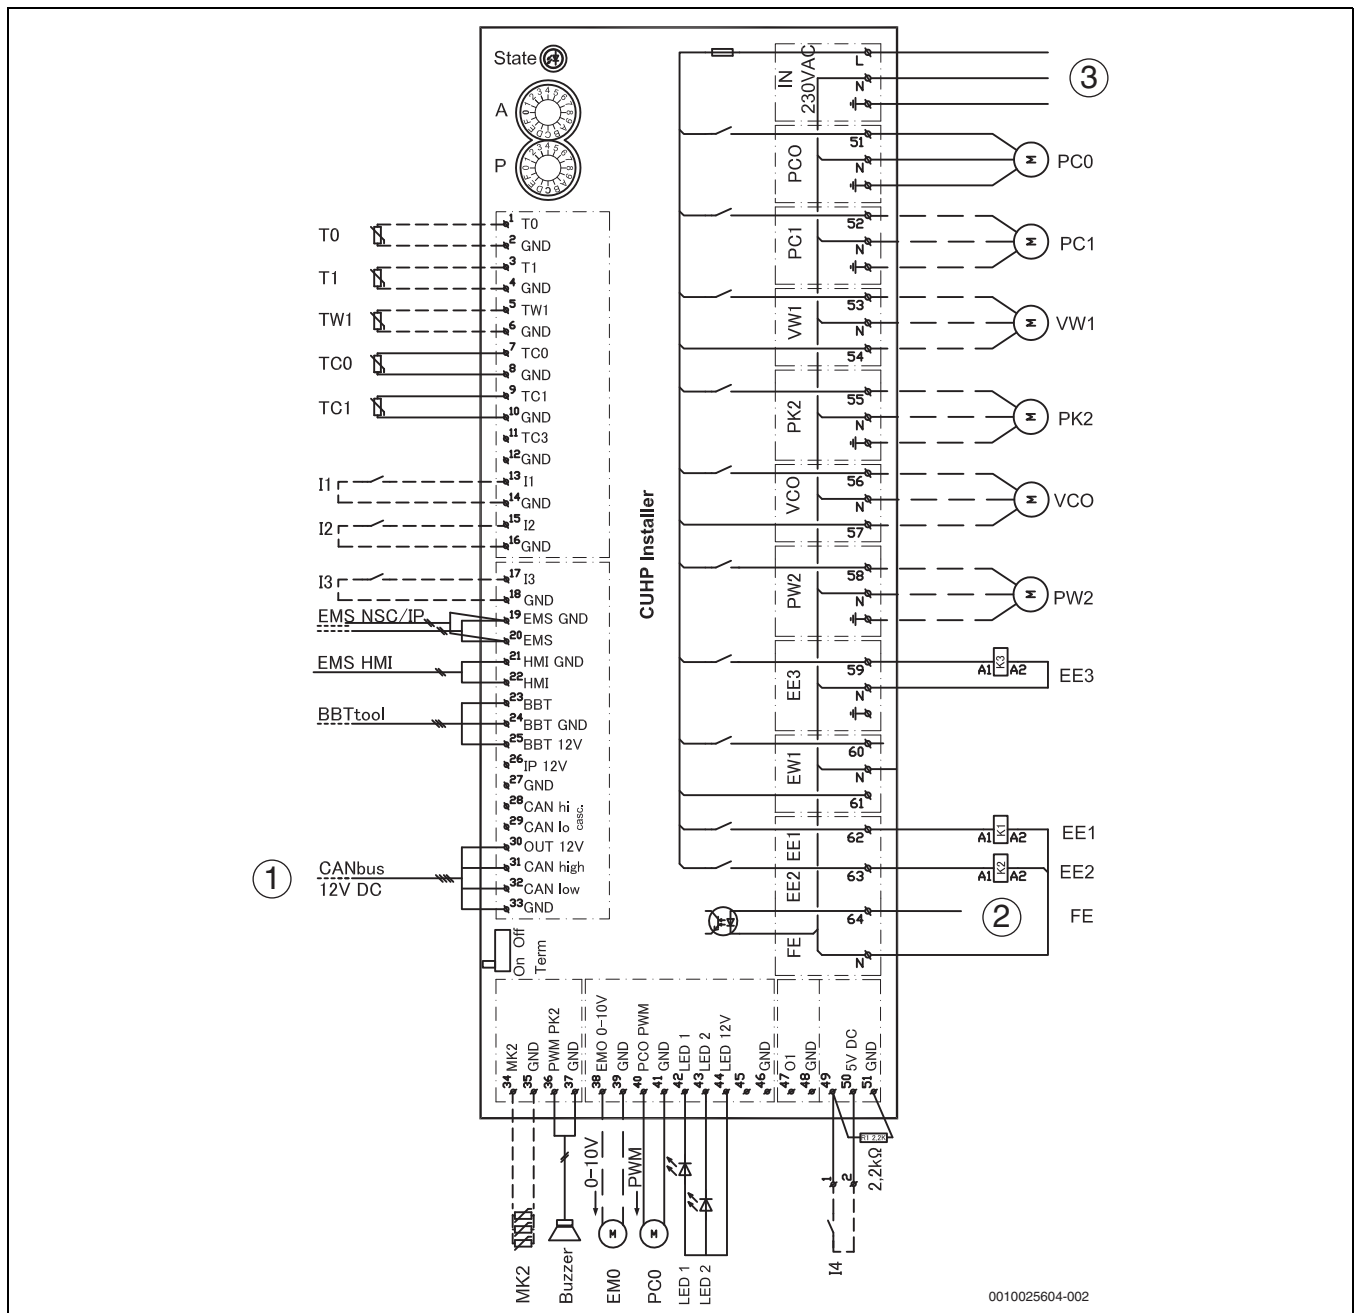 State
A
P
T0
T1
TW1
TC0
TC1
I1
I2
I3
EMS NSC/IP
EMS HMI
BBTtool
1
CANbus
12V DC
1 T0
2 GND
3 T1
4 GND
5 TW1
6 GND
7 TC0
8 GND
9 TC1
10 GND
11 TC3
12 GND
13 I1
14 GND
15 I2
16 GND
17 I3
18 GND
19 EMS GND
20 EMS
21 HMI GND
22 HMI
23 BBT
24 BBT GND
25 BBT 12V
26 IP 12V
27 GND
28 CAN hi
29 CAN lo
casc.
30 OUT 12V
31 CAN high
32 CAN low
33 GND
On Off
Term
CUHP Installer
IN
230VAC
L
N
3
PCO
51
N
M
PC0
PC1
52
N
M
PC1
VW1
53
N
54
M
VW1
PK2
55
N
M
PK2
VCO
56
N
57
M
VCO
PW2
58
N
M
PW2
EE3
59
N
A1 K3 A2
EE3
EW1
60
N
61
EE1
62
A1 K1 A2
EE1
EE2
63
A1 K2 A2
EE2
FE
64
N
2
FE
34 MK2
35 GND
36 PWM PK2
37 GND
38 EMO 0-10V
39 GND
40 PCO PWM
41 GND
42 LED 1
43 LED 2
44 LED 12V
45
46 GND
47 O1
48 GND
49
50 5V DC
51 GND
0-10V
PWM
R1 2,2K
2,2kΩ
1
2
M
M
MK2
Buzzer
EM0
PC0
LED 1
LED 2
I4
0010025604-002